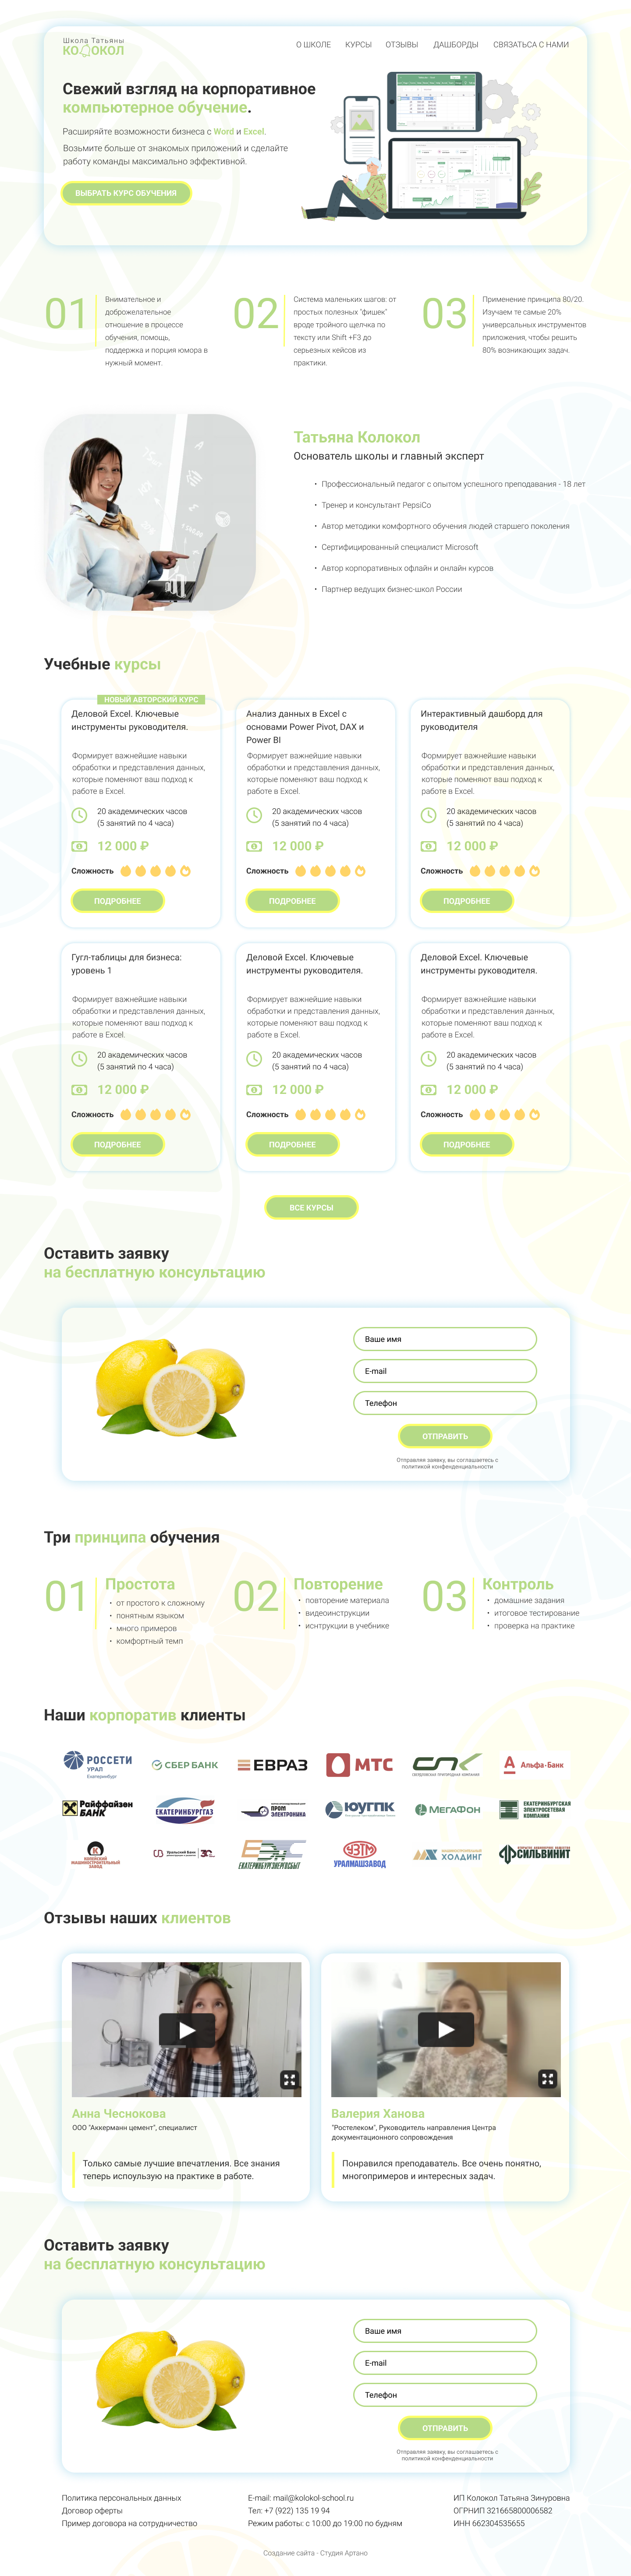 Школа Татьяны
КОЛОКОЛ
О ШКОЛЕ КУРСЫ ОТЗЫВЫ ДАШБОРДЫ СВЯЗАТЬСА С НАМИ
Свежий взгляд на корпоративное
компьютерное обучение.
Расширяйте возможности бизнеса с Word и Excel.
Возьмите больше от знакомых приложений и сделайте
работу команды максимально эффективной.
ВЫБРАТЬ КУРС ОБУЧЕНИЯ
01
Внимательное и
доброжелательное
отношение в процессе
обучения, помощь,
поддержка и порция юмора в
нужный момент.
02
Система маленьких шагов: от
простых полезных "фишек"
вроде тройного щелчка по
тексту или Shift +F3 до
серьезных кейсов из
практики.
03
Применение принципа 80/20.
Изучаем те самые 20%
универсальных инструментов
приложения, чтобы решить
80% возникающих задач.
Татьяна Колокол
Основатель школы и главный эксперт
• Профессиональный педагог с опытом успешного преподавания - 18 лет
• Тренер и консультант PepsiCo
• Автор методики комфортного обучения людей старшего поколения
• Сертифицированный специалист Microsoft
• Автор корпоративных офлайн и онлайн курсов
• Партнер ведущих бизнес-школ России
Учебные курсы
НОВЫЙ АВТОРСКИЙ КУРС
Деловой Excel. Ключевые
инструменты руководителя.
Формирует важнейшие навыки
обработки и представления данных,
которые поменяют ваш подход к
работе в Excel.
20 академических часов
(5 занятий по 4 часа)
12 000 ₽
Сложность
ПОДРОБНЕЕ
Анализ данных в Excel с
основами Power Pivot, DAX и
Power BI
Формирует важнейшие навыки
обработки и представления данных,
которые поменяют ваш подход к
работе в Excel.
20 академических часов
(5 занятий по 4 часа)
12 000 ₽
Сложность
ПОДРОБНЕЕ
Интерактивный дашборд для
руководителя
Формирует важнейшие навыки
обработки и представления данных,
которые поменяют ваш подход к
работе в Excel.
20 академических часов
(5 занятий по 4 часа)
12 000 ₽
Сложность
ПОДРОБНЕЕ
Гугл-таблицы для бизнеса:
уровень 1
Формирует важнейшие навыки
обработки и представления данных,
которые поменяют ваш подход к
работе в Excel.
20 академических часов
(5 занятий по 4 часа)
12 000 ₽
Сложность
ПОДРОБНЕЕ
Деловой Excel. Ключевые
инструменты руководителя.
Формирует важнейшие навыки
обработки и представления данных,
которые поменяют ваш подход к
работе в Excel.
20 академических часов
(5 занятий по 4 часа)
12 000 ₽
Сложность
ПОДРОБНЕЕ
Деловой Excel. Ключевые
инструменты руководителя.
Формирует важнейшие навыки
обработки и представления данных,
которые поменяют ваш подход к
работе в Excel.
20 академических часов
(5 занятий по 4 часа)
12 000 ₽
Сложность
ПОДРОБНЕЕ
ВСЕ КУРСЫ
Оставить заявку
на бесплатную консультацию
Ваше имя
E-mail
Телефон
ОТПРАВИТЬ
Отправляя заявку, вы соглашаетесь с
политикой конфенденциальности
Три принципа обучения
01
Простота
• от простого к сложному
• понятным языком
• много примеров
• комфортный темп
02
Повторение
• повторение материала
• видеоинструкции
• иснтрукции в учебнике
03
Контроль
• домашние задания
• итоговое тестирование
• проверка на практике
Наши корпоратив клиенты
РОССЕТИ
УРАЛ
Екатеринбург
СБЕР БАНК
ЕВРАЗ
МТС
СПК
СВЕРДЛОВСКАЯ ПРИГОРОДНАЯ КОМПАНИЯ
Альфа·Банк
Райффайзен
БАНК
ЕКАТЕРИНБУРГГАЗ
ПРОМ
ЭЛЕКТРОНИКА
ЮУГПК
МЕГАФОН
ЕКАТЕРИНБУРГСКАЯ
ЭЛЕКТРОСЕТЕВАЯ
КОМПАНИЯ
КОПЕЙСКИЙ
МАШИНОСТРОИТЕЛЬНЫЙ
ЗАВОД
Уральский Банк
ЕЭС
ЕКАТЕРИНБУРГЭНЕРГОСБЫТ
УЗТМ
УРАЛМАШЗАВОД
ХОЛДИНГ
СИЛЬВИНИТ
Отзывы наших клиентов
Анна Чеснокова
ООО "Аккерманн цемент", специалист
Только самые лучшие впечатления. Все знания
теперь испоульзую на практике в работе.
Валерия Ханова
"Ростелеком", Руководитель направления Центра
документационного сопровождения
Понравился преподаватель. Все очень понятно,
многопримеров и интересных задач.
Оставить заявку
на бесплатную консультацию
Ваше имя
E-mail
Телефон
ОТПРАВИТЬ
Отправляя заявку, вы соглашаетесь с
политикой конфенденциальности
Политика персональных данных
Договор оферты
Пример договора на сотрудничество
E-mail: mail@kolokol-school.ru
Тел: +7 (922) 135 19 94
Режим работы: с 10:00 до 19:00 по будням
ИП Колокол Татьяна Зинуровна
ОГРНИП 321665800006582
ИНН 662304535655
Создание сайта - Студия Артано